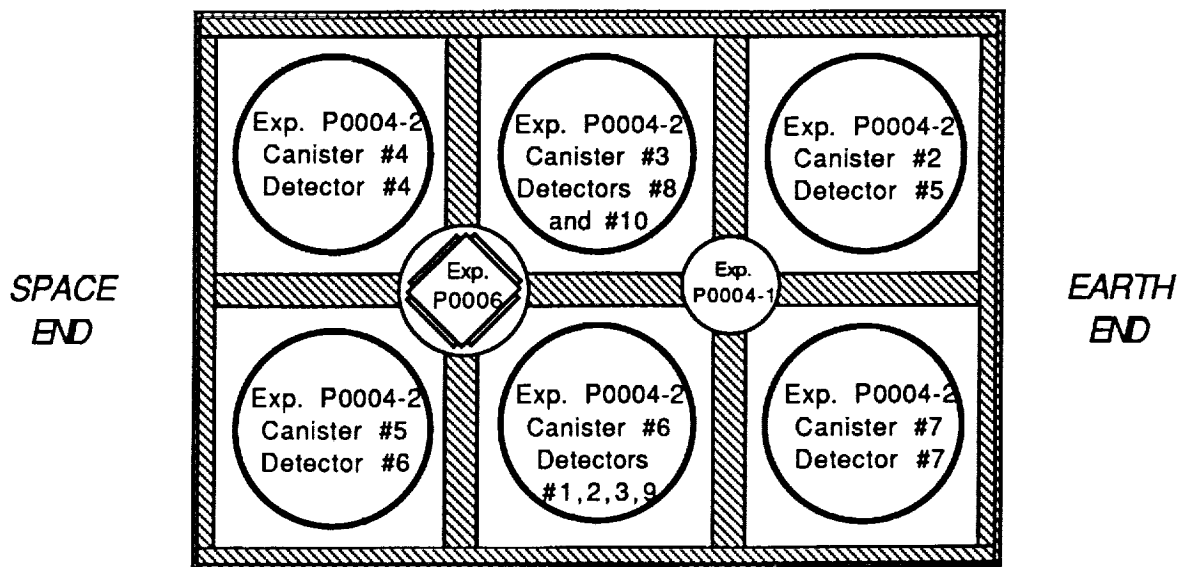 Exp. P0004-2
Canister #4
Detector #4
Exp. P0004-2
Canister #3
Detectors #8
and #10
Exp. P0004-2
Canister #2
Detector #5
SPACE
END
Exp.
P0006
Exp.
P0004-1
EARTH
END
Exp. P0004-2
Canister #5
Detector #6
Exp. P0004-2
Canister #6
Detectors
#1,2,3,9
Exp. P0004-2
Canister #7
Detector #7